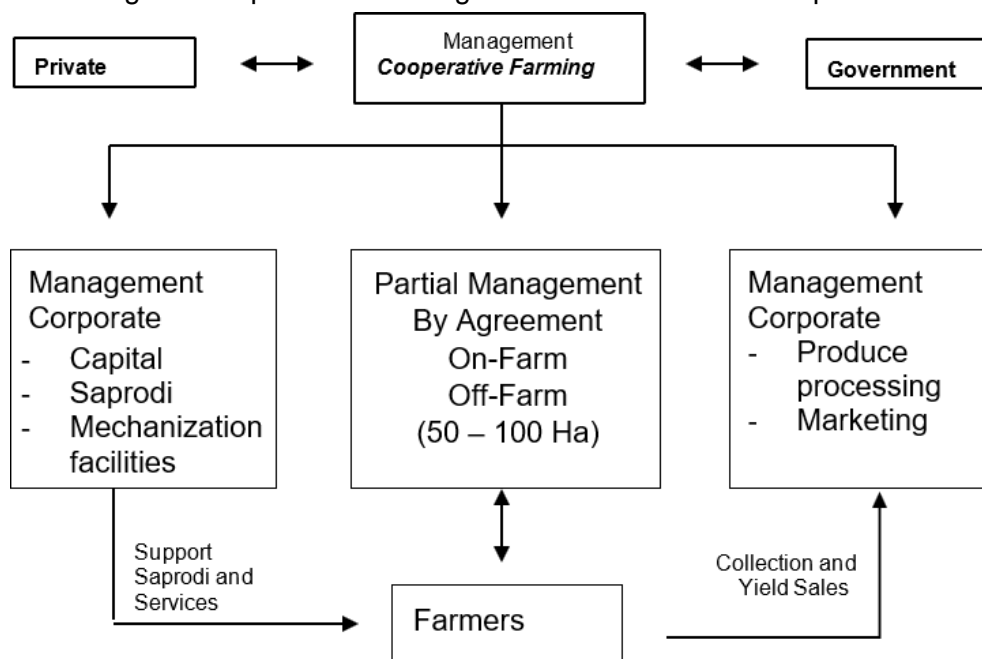 Management
Private
Cooperative Farming
Government
Management
Corporate
- Capital
- Saprodi
- Mechanization
facilities
Partial Management
By Agreement
On-Farm
Off-Farm
(50 – 100 Ha)
Management
Corporate
- Produce
processing
- Marketing
Support
Saprodi and
Services
Collection and
Yield Sales
Farmers